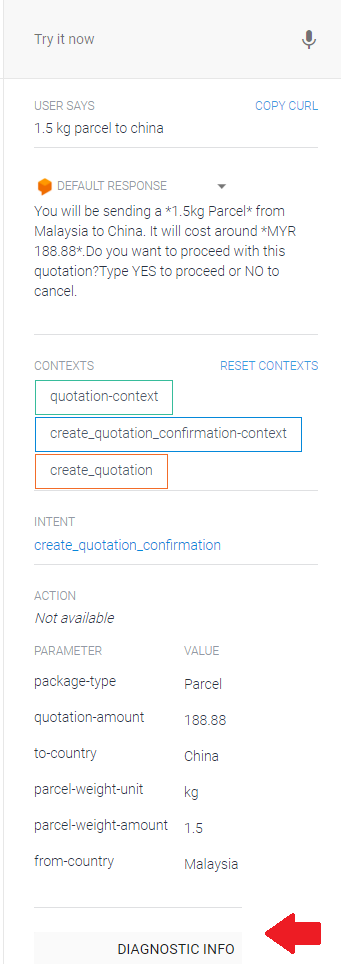 Try it now
USER SAYS COPY CURL
1.5 kg parcel to china
DEFAULT RESPONSE
You will be sending a *1.5kg Parcel* from
Malaysia to China. It will cost around *MYR
188.88*.Do you want to proceed with this
quotation?Type YES to proceed or NO to
cancel.
CONTEXTS RESET CONTEXTS
quotation-context
create_quotation_confirmation-context
create_quotation
INTENT
create_quotation_confirmation
ACTION
Not available
PARAMETER VALUE
package-type Parcel
quotation-amount 188.88
to-country China
parcel-weight-unit kg
parcel-weight-amount 1.5
from-country Malaysia
DIAGNOSTIC INFO